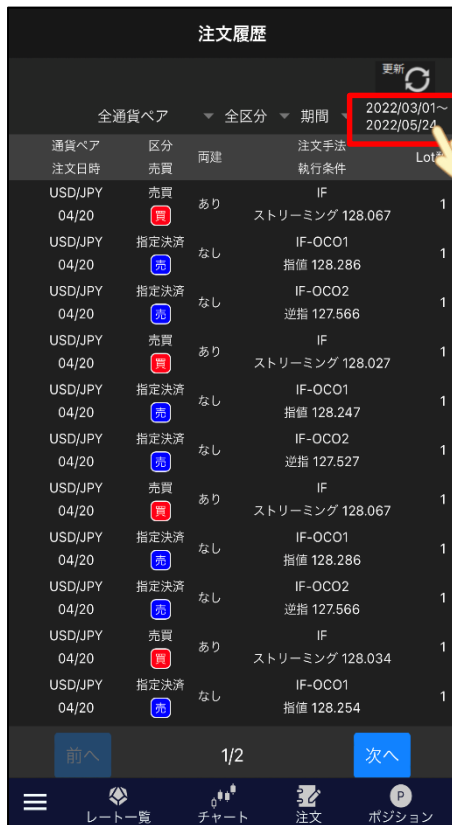 注文履歴
更新
全通貨ペア 全区分 期間 2022/03/01～
2022/05/24
通貨ペア 区分 両建 注文手法 Lot
注文日時 売買 執行条件
USD/JPY 売買 あり IF 1
04/20 買 ストリーミング 128.067
USD/JPY 指定決済 なし IF-OCO1 1
04/20 売 指値 128.286
USD/JPY 指定決済 なし IF-OCO2 1
04/20 売 逆指 127.566
USD/JPY 売買 あり IF 1
04/20 買 ストリーミング 128.027
USD/JPY 指定決済 なし IF-OCO1 1
04/20 売 指値 128.247
USD/JPY 指定決済 なし IF-OCO2 1
04/20 売 逆指 127.527
USD/JPY 売買 あり IF 1
04/20 買 ストリーミング 128.067
USD/JPY 指定決済 なし IF-OCO1 1
04/20 売 指値 128.286
USD/JPY 指定決済 なし IF-OCO2 1
04/20 売 逆指 127.566
USD/JPY 売買 あり IF 1
04/20 買 ストリーミング 128.034
USD/JPY 指定決済 なし IF-OCO1 1
04/20 売 指値 128.254
前へ 1/2 次へ
P
レート一覧 チャート 注文 ポジション